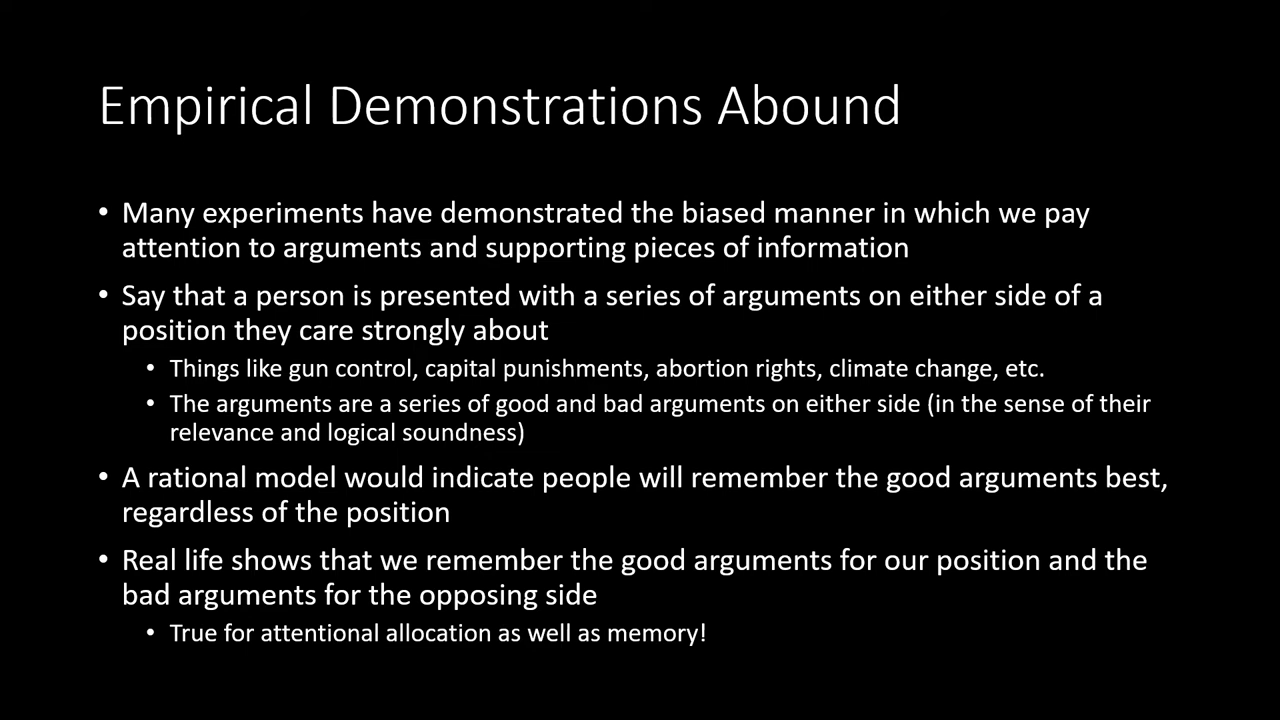 Empirical Demonstrations Abound
• Many experiments have demonstrated the biased manner in which we pay
attention to arguments and supporting pieces of information
• Say that a person is presented with a series of arguments on either side of a
position they care strongly about
• Things like gun control, capital punishments, abortion rights, climate change, etc.
• The arguments are a series of good and bad arguments on either side (in the sense of their
relevance and logical soundness)
• A rational model would indicate people will remember the good arguments best,
regardless of the position
• Real life shows that we remember the good arguments for our position and the
bad arguments for the opposing side
• True for attentional allocation as well as memory!